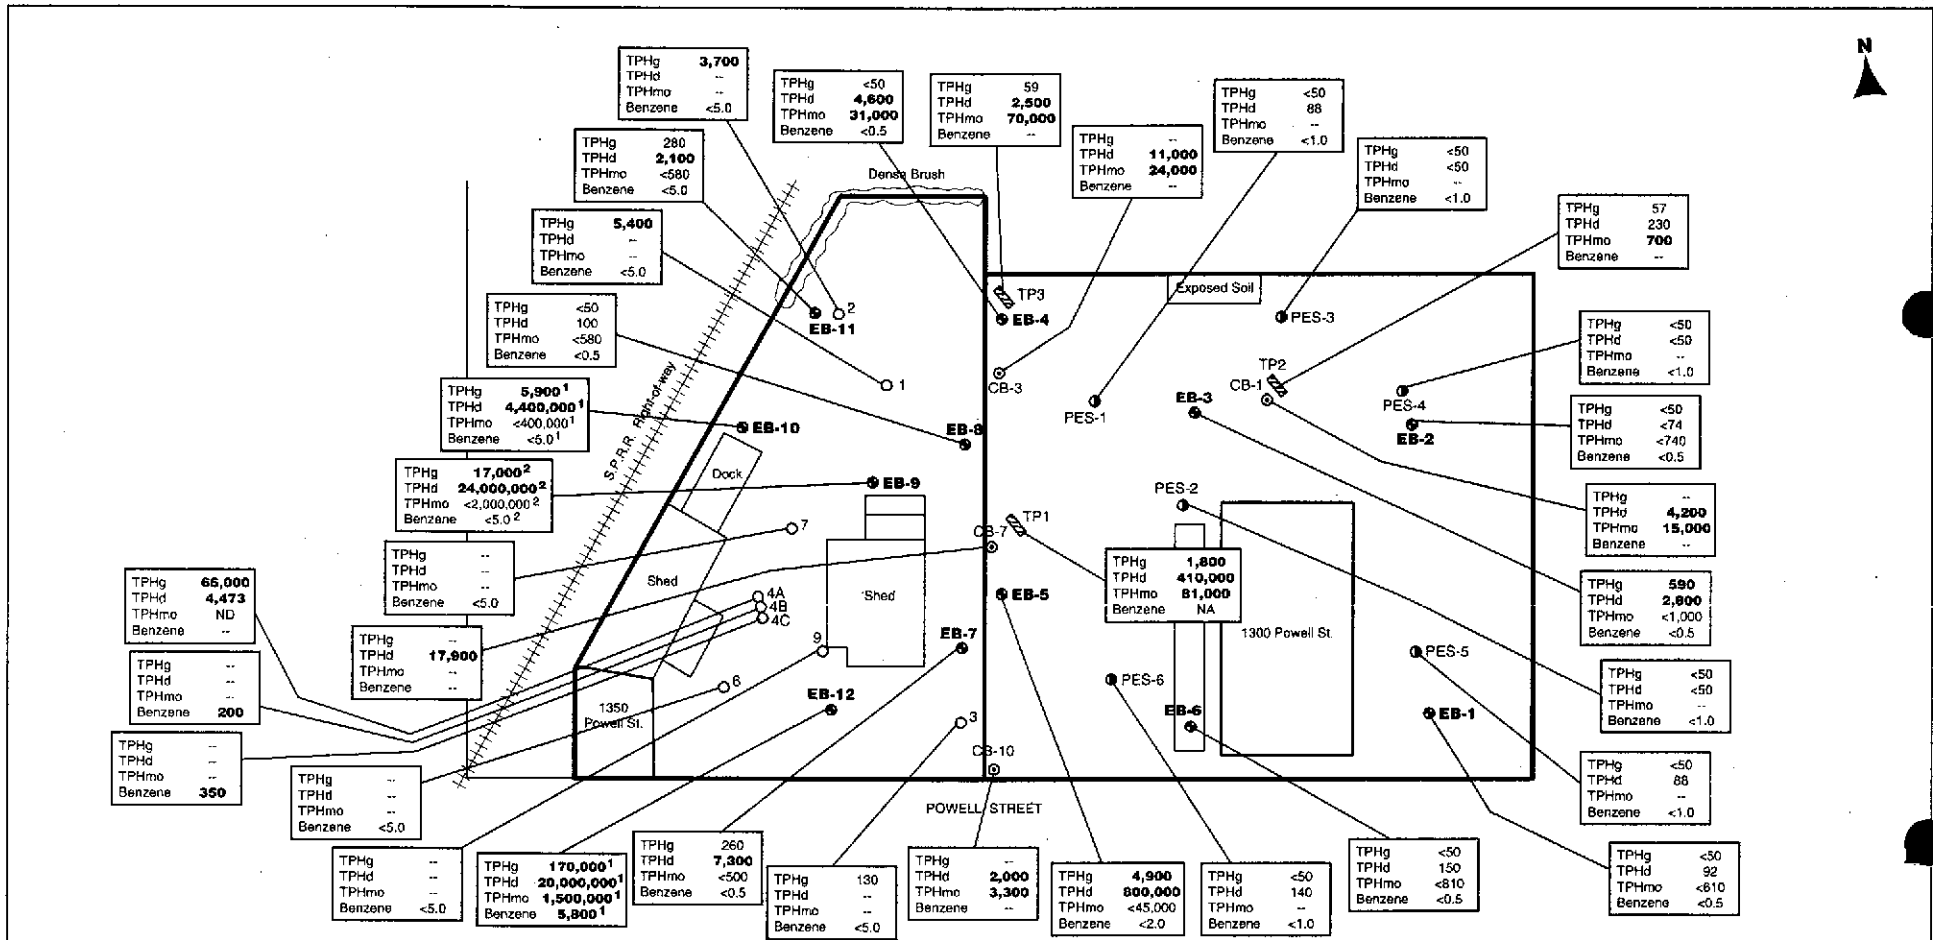 N
TPHg 3,700
TPHd --
TPHmo --
Benzene <5.0
TPHg <50
TPHd 4,600
TPHmo 31,000
Benzene <0.5
TPHg 59
TPHd 2,500
TPHmo 70,000
Benzene --
TPHg <50
TPHd 88
TPHmo --
Benzene <1.0
TPHg --
TPHd 11,000
TPHmo 24,000
Benzene --
TPHg <50
TPHd <50
TPHmo --
Benzene <1.0
TPHg 280
TPHd 2,100
TPHmo <580
Benzene <5.0
Dense Brush
TPHg 5,400
TPHd --
TPHmo --
Benzene <5.0
TPHg 57
TPHd 230
TPHmo 700
Benzene --
TPHg <50
TPHd 100
TPHmo <580
Benzene <0.5
EB-11
2
TP3
EB-4
Exposed Soil
PES-3
TPHg <50
TPHd <50
TPHmo --
Benzene <1.0
S.P.R.R. Right-of-way
1
CB-3
PES-1
EB-3
TP2
CB-1
PES-4
EB-2
TPHg 5,900¹
TPHd 4,400,000¹
TPHmo <400,000¹
Benzene <5.0¹
EB-10
EB-8
TPHg <50
TPHd <74
TPHmo <740
Benzene <0.5
TPHg 17,000²
TPHd 24,000,000²
TPHmo <2,000,000²
Benzene <5.0²
Dock
EB-9
PES-2
TPHg --
TPHd 4,200
TPHmo 15,000
Benzene --
TPHg --
TPHd --
TPHmo --
Benzene <5.0
7
CB-7
TP1
TPHg 1,800
TPHd 410,000
TPHmo 81,000
Benzene NA
TPHg 65,000
TPHd 4,473
TPHmo ND
Benzene --
Shed
4A
4B
4C
Shed
EB-5
TPHg 590
TPHd 2,800
TPHmo <1,000
Benzene <0.5
TPHg --
TPHd 17,900
TPHmo --
Benzene --
9
EB-7
1300 Powell St.
PES-5
TPHg --
TPHd --
TPHmo --
Benzene 200
6
EB-12
1350
Powell St.
3
PES-6
EB-6
EB-1
TPHg <50
TPHd <50
TPHmo --
Benzene <1.0
TPHg --
TPHd --
TPHmo --
Benzene 350
CB-10
TPHg --
TPHd --
TPHmo --
Benzene <5.0
POWELL STREET
TPHg <50
TPHd 88
TPHmo --
Benzene <1.0
TPHg --
TPHd --
TPHmo --
Benzene <5.0
TPHg 170,000¹
TPHd 20,000,000¹
TPHmo 1,500,000¹
Benzene 5,800¹
TPHg 260
TPHd 7,300
TPHmo <500
Benzene <0.5
TPHg 130
TPHd --
TPHmo --
Benzene <5.0
TPHg --
TPHd 2,000
TPHmo 3,300
Benzene --
TPHg 4,900
TPHd 800,000
TPHmo <45,000
Benzene <2.0
TPHg <50
TPHd 140
TPHmo --
Benzene <1.0
TPHg <50
TPHd 150
TPHmo <810
Benzene <0.5
TPHg <50
TPHd 92
TPHmo <610
Benzene <0.5